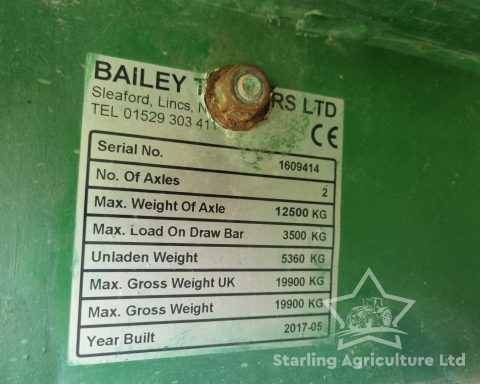 BAILEY T RS LTD
Sleaford, Lincs, N
TEL 01529 303 41
CE
Serial No. 1609414
No. Of Axles 2
Max. Weight Of Axle 12500 KG
Max. Load On Draw Bar 3500 KG
Unladen Weight 5360 KG
Max. Gross Weight UK 19900 KG
Max. Gross Weight 19900 KG
Year Built 2017-05
Starling Agriculture Ltd